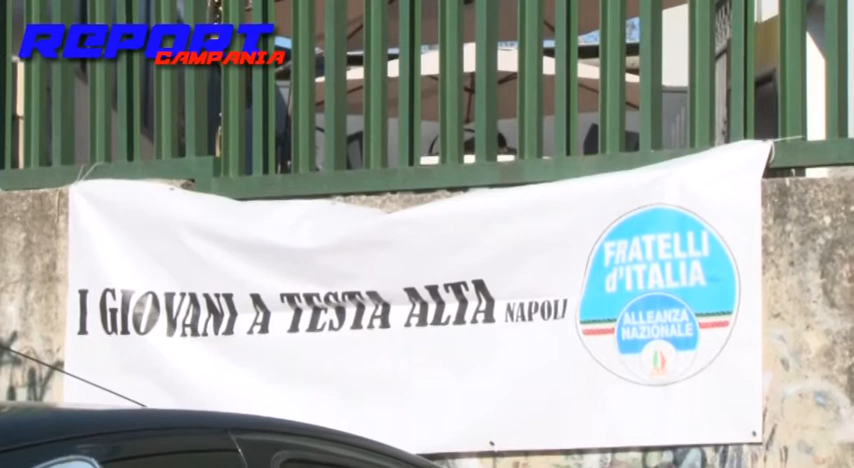 REPORT
CAMPANIA
I GIOVANI A TESTA ALTA NAPOLI
FRATELLI
d'ITALIA
ALLEANZA
NAZIONALE